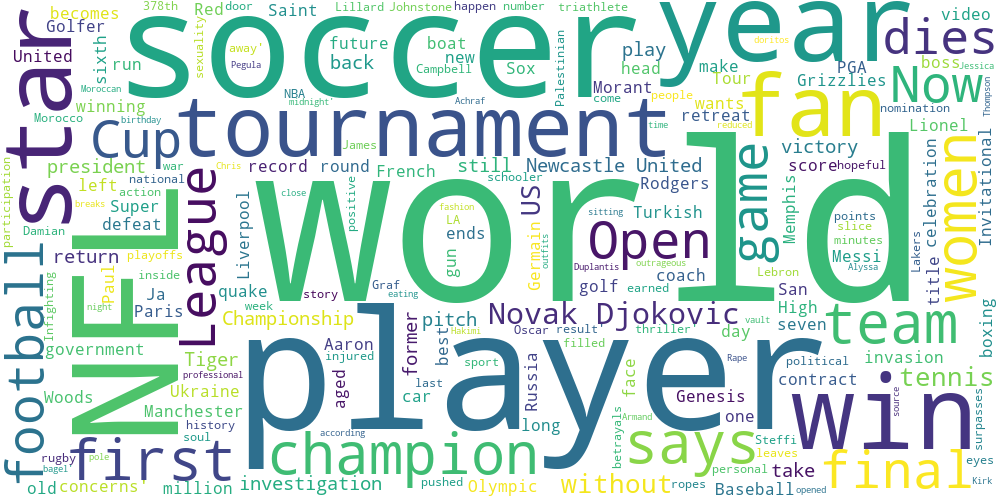 378th
door
Lillard
Johnstone
happen
number
triathlete
becomes
Red
Saint
soccer
year
dies
video
Golfer
sexuality
away'
future
boat
play
doritos
United
sixth
run
back
new
head
make
PGA
boss
Jessica
star
Moroccan
Pegula
Campbell
Sox
Palestinian
four
Grizzlies
Now
winning
NBA
midnight'
Achraf
come
Morant
people
wants
fan
nomination
Thompson
Morocco
birthday
Cup
tournament
retreat
Lionel
time
reduced
James
president
war
Chris
record
round
French
still
Newcastle United
victory
score
hopeful
participation
national
left
action
League
close
positive
schooler
world
US
Rodgers
game
Memphis
women
Invitational
Super
breaks
fashion
LA
sitting
Turkish
points
slice
celebration
Damian
defeat
Liverpool
ends
German
outfits
Open
minutes
Messi
Lakers
return
playoffs
gun
Duplantis
outrageous
coach
Lebron
Alyssa
title
football
NFL
Infighting
inside
Paul
Ja
quake
story
Graf
eating
golf
earned
San
Paris
week
Novak Djokovic
High
team
boxing
night
Championship
pitch
Oscar
result'
thriller'
day
vault
seven
government
Tiger
Aaron
former
best
Hakimi
filled
Rape
political
invasion
professional
injured
sport
Russia
face
Woods
Ukraine
aged
player
last
car
Genesis
contract
tennis
Manchester
long
one
win
source
surpasses
history
soul
according
Armand
betrayals
says
Steffi
rugby
first
champion
leaves
pole
bagel
personal
take
final
eyes
old
concerns'
million
investigation
pushed
Olympic
without
ropes
Baseball
opened
Kirk